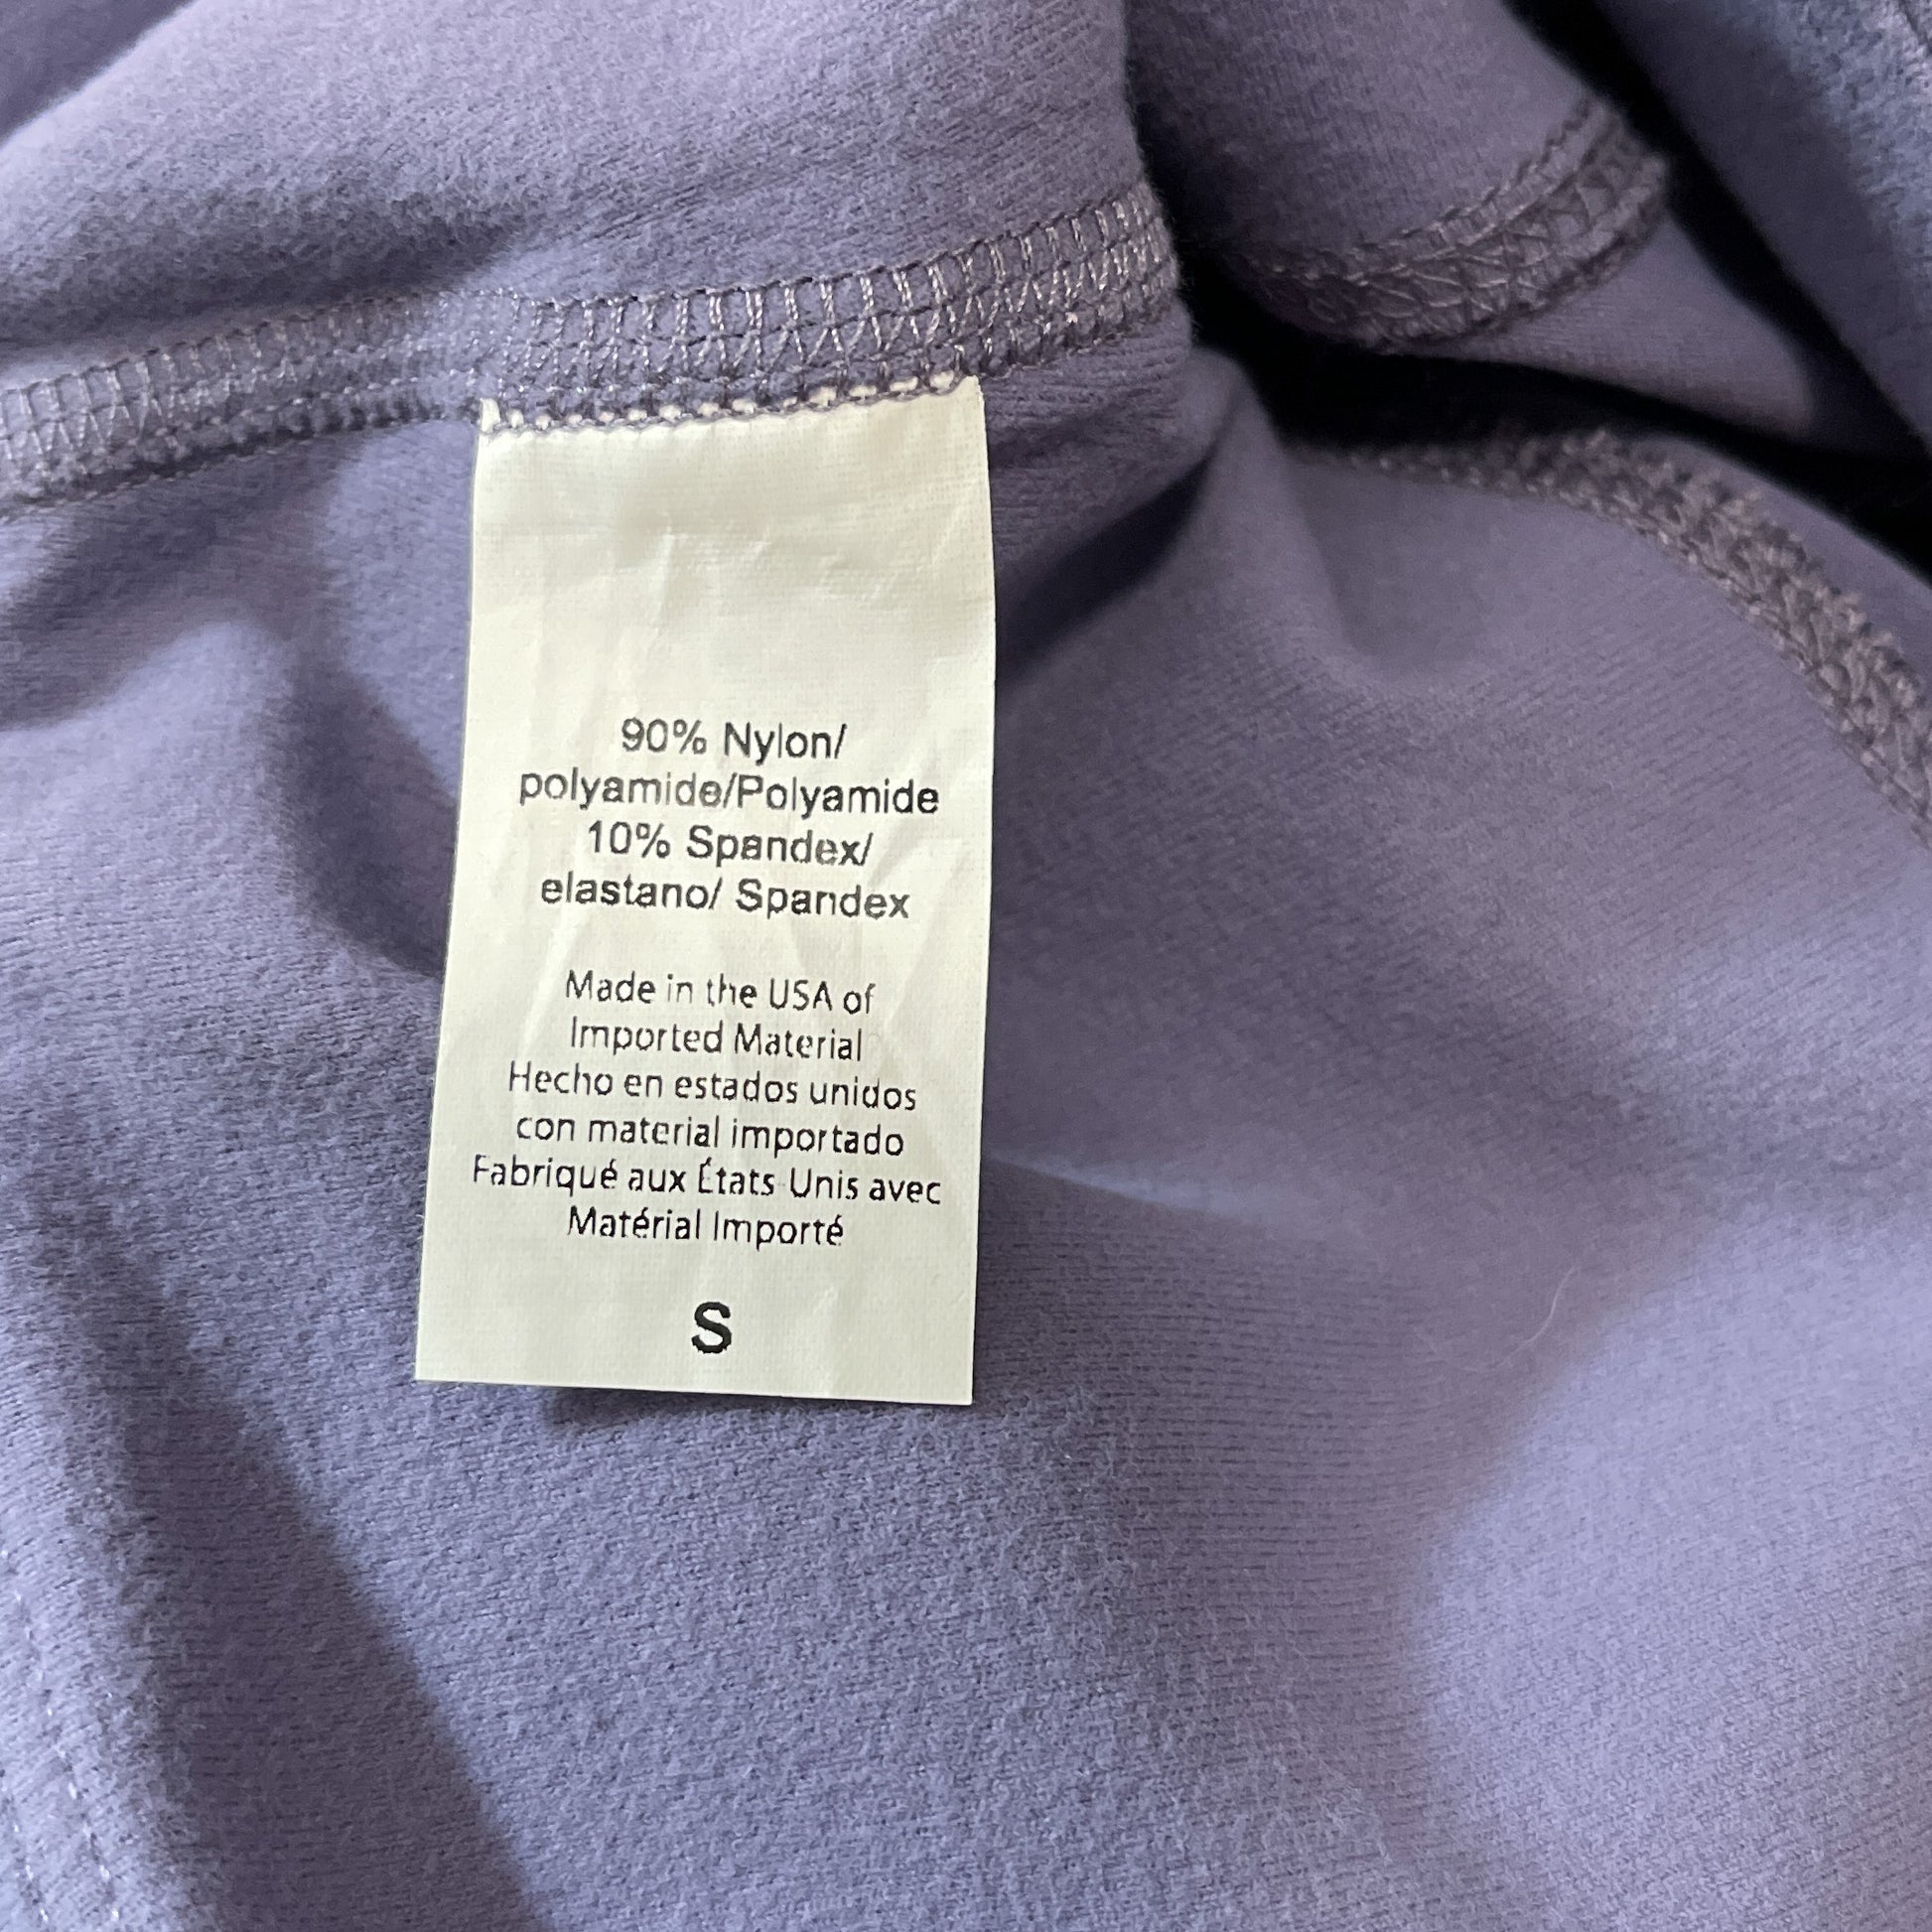 90% Nylon/
polyamide/Polyamide
10% Spandex/
elastano/ Spandex
Made in the USA of
Imported Material
Hecho en estados unidos
con material importado
Fabriqué aux États Unis avec
Matérial Importé
S